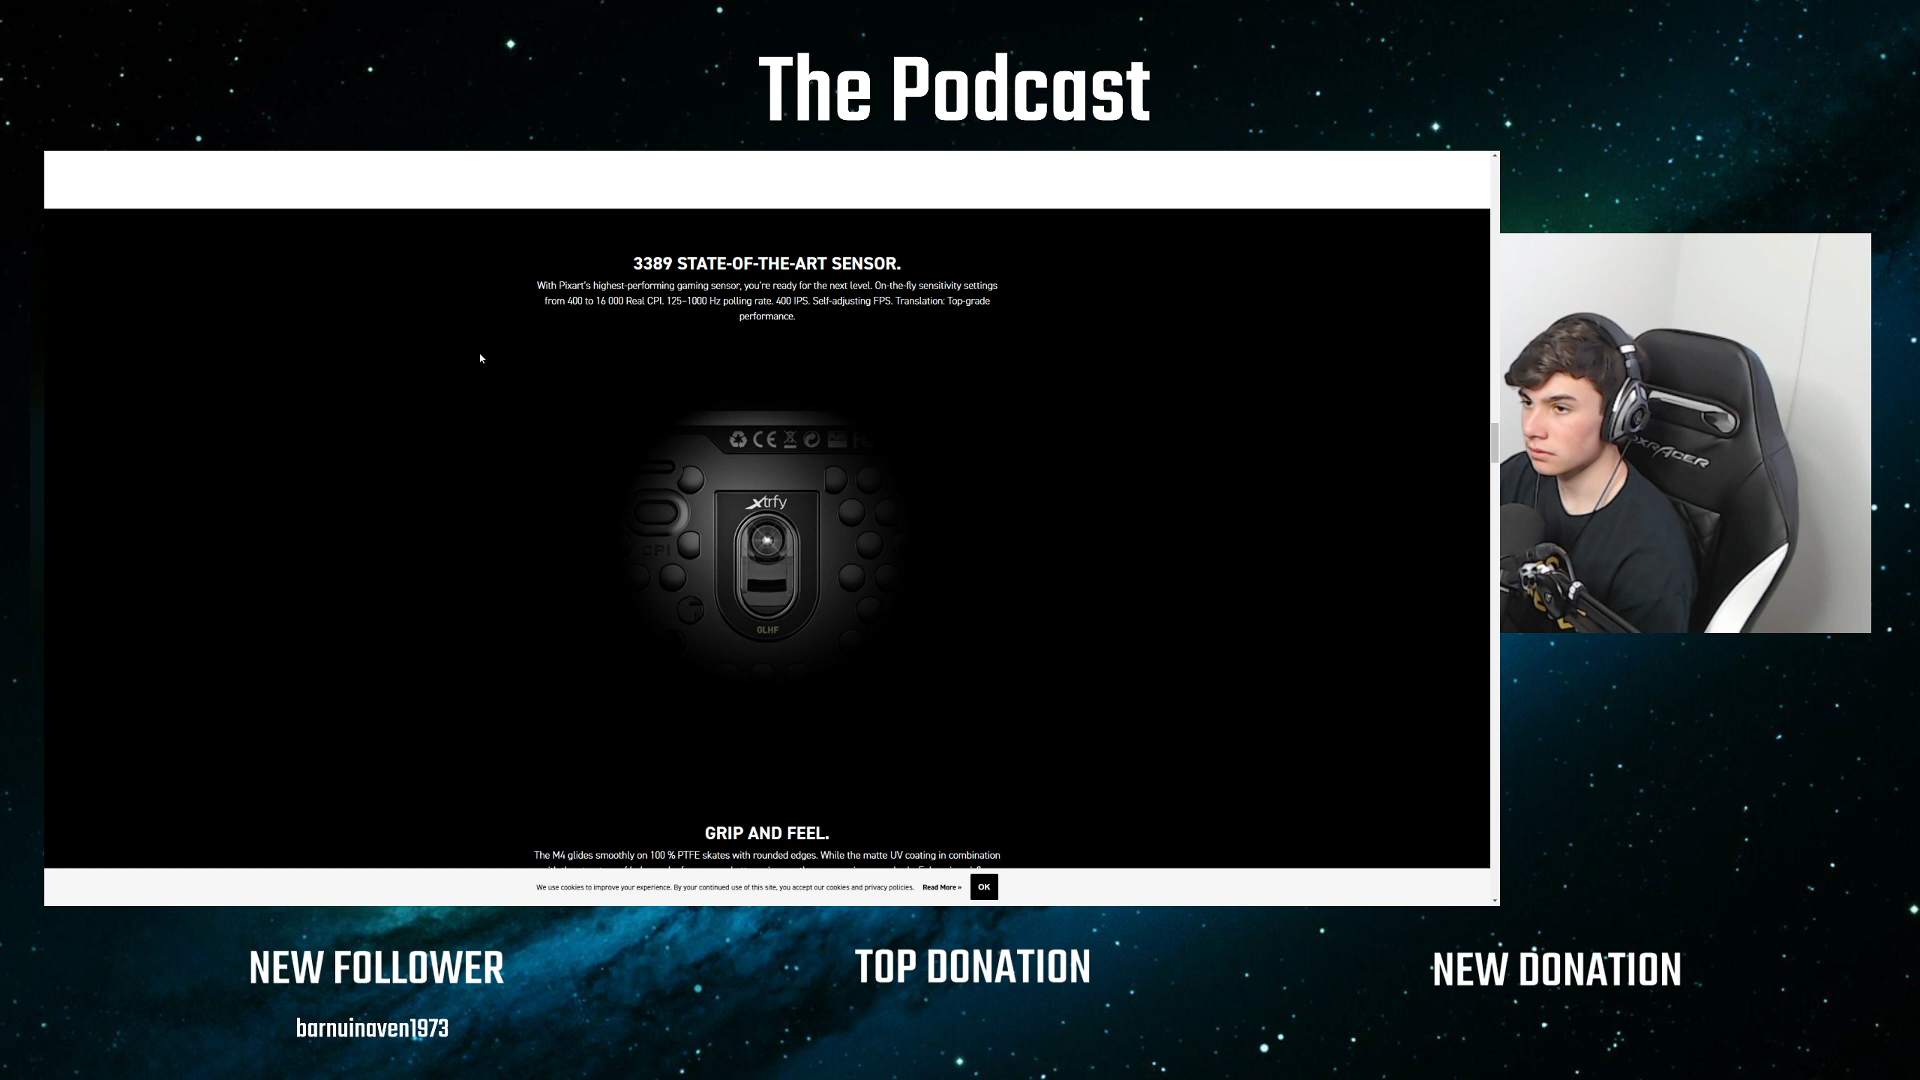 The Podcast
3389 STATE-OF-THE-ART SENSOR.
With Pixart's highest-performing gaming sensor, you're ready for the next level. On-the-fly sensitivity settings
from 400 to 16 000 Real CPI. 125–1000 Hz polling rate. 400 IPS. Self-adjusting FPS. Translation: Top-grade
performance.
CE
xtrfy
CPI
GLHF
DXRACER
GRIP AND FEEL.
The M4 glides smoothly on 100 % PTFE skates with rounded edges. While the matte UV coating in combination
We use cookies to improve your experience. By your continued use of this site, you accept our cookies and privacy policies. Read More » OK
NEW FOLLOWER
TOP DONATION
NEW DONATION
barnuinaven1973